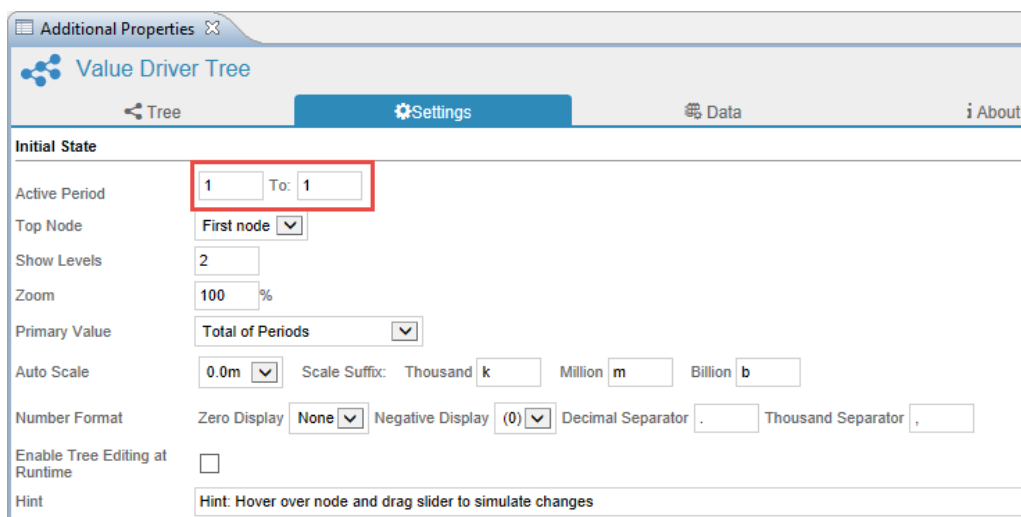 Additional Properties
Value Driver Tree
Tree Settings Data About
Initial State
Active Period 1 To: 1
Top Node First node
Show Levels 2
Zoom 100 %
Primary Value Total of Periods
Auto Scale 0.0m Scale Suffix: Thousand k Million m Billion b
Number Format Zero Display None Negative Display (0) Decimal Separator . Thousand Separator ,
Enable Tree Editing at
Runtime
Hint Hint: Hover over node and drag slider to simulate changes